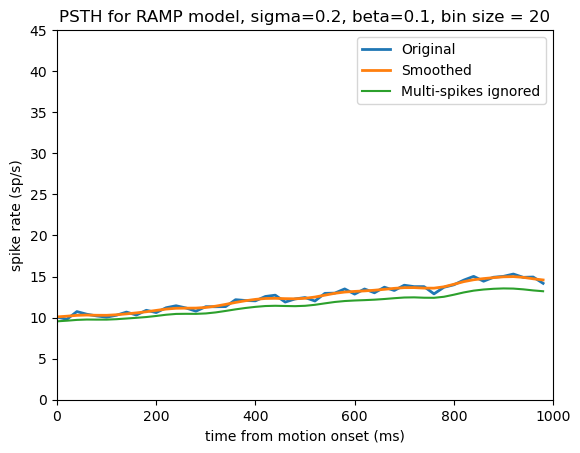 PSTH for RAMP model, sigma=0.2, beta=0.1, bin size = 20
45
40
35
30
25
20
15
10
5
0
spike rate (sp/s)
Original
Smoothed
Multi-spikes ignored
0 200 400 600 800 1000
time from motion onset (ms)